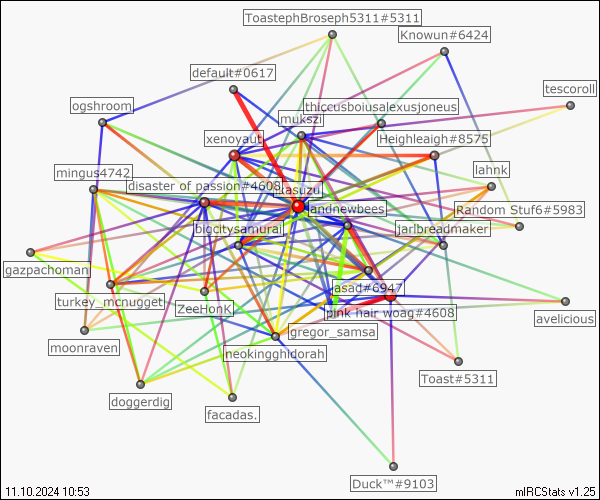 ToastephBroseph5311#5311
Knowun#6424
default#0617
tescoroll
ogshroom
thiccusboiusalexusjoneus
mukszi
xenoyaut
Heighleaigh#8575
mingus4742
lahnk
disaster of passion#4608
kasuzu
landnewbees
Random Stuf6#5983
bigcitysamurai
jarlbreadmaker
gazpachoman
asad#6947
turkey_mcnugget
ZeeHonk
pink hair woag#4608
avelicious
gregor_samsa
moonraven
neokingghidorah
Toast#5311
doggerdig
facadas.
Duck™#9103
11.10.2024 10:53
mIRCStats v1.25